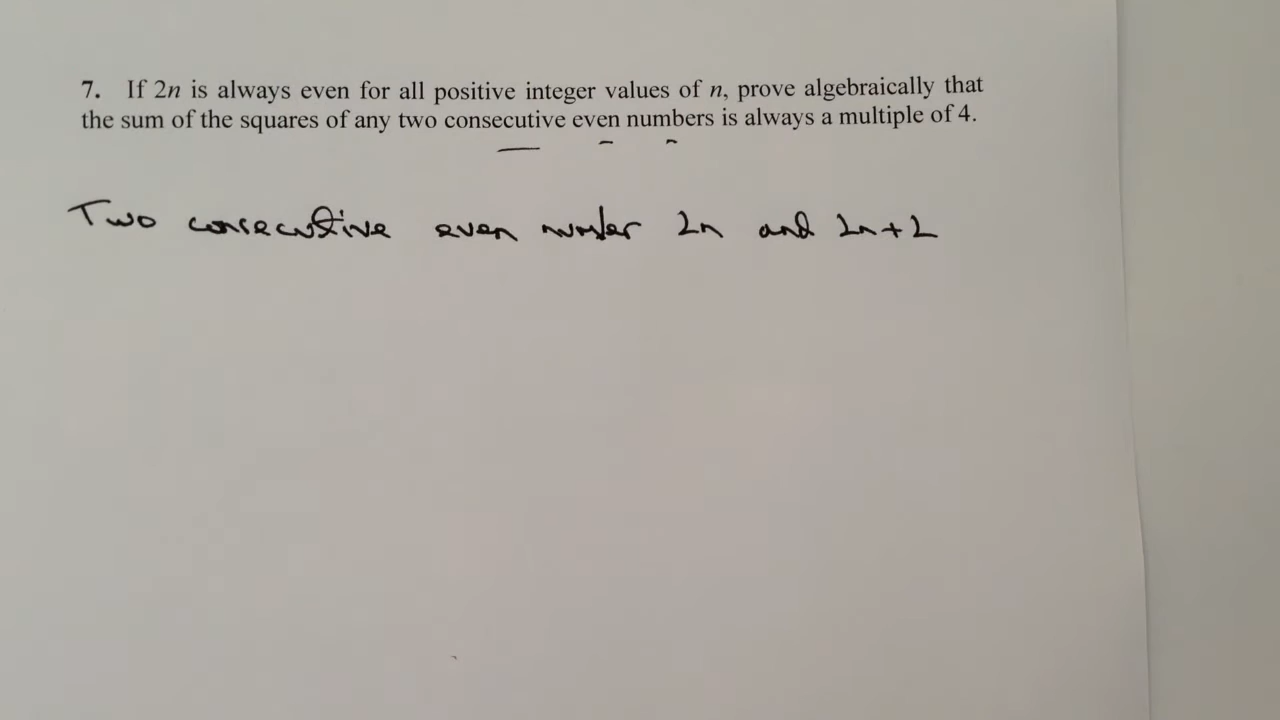 7. If 2n is always even for all positive integer values of n, prove algebraically that
the sum of the squares of any two consecutive even numbers is always a multiple of 4.
Two consecutive even number 2n and 2n+2